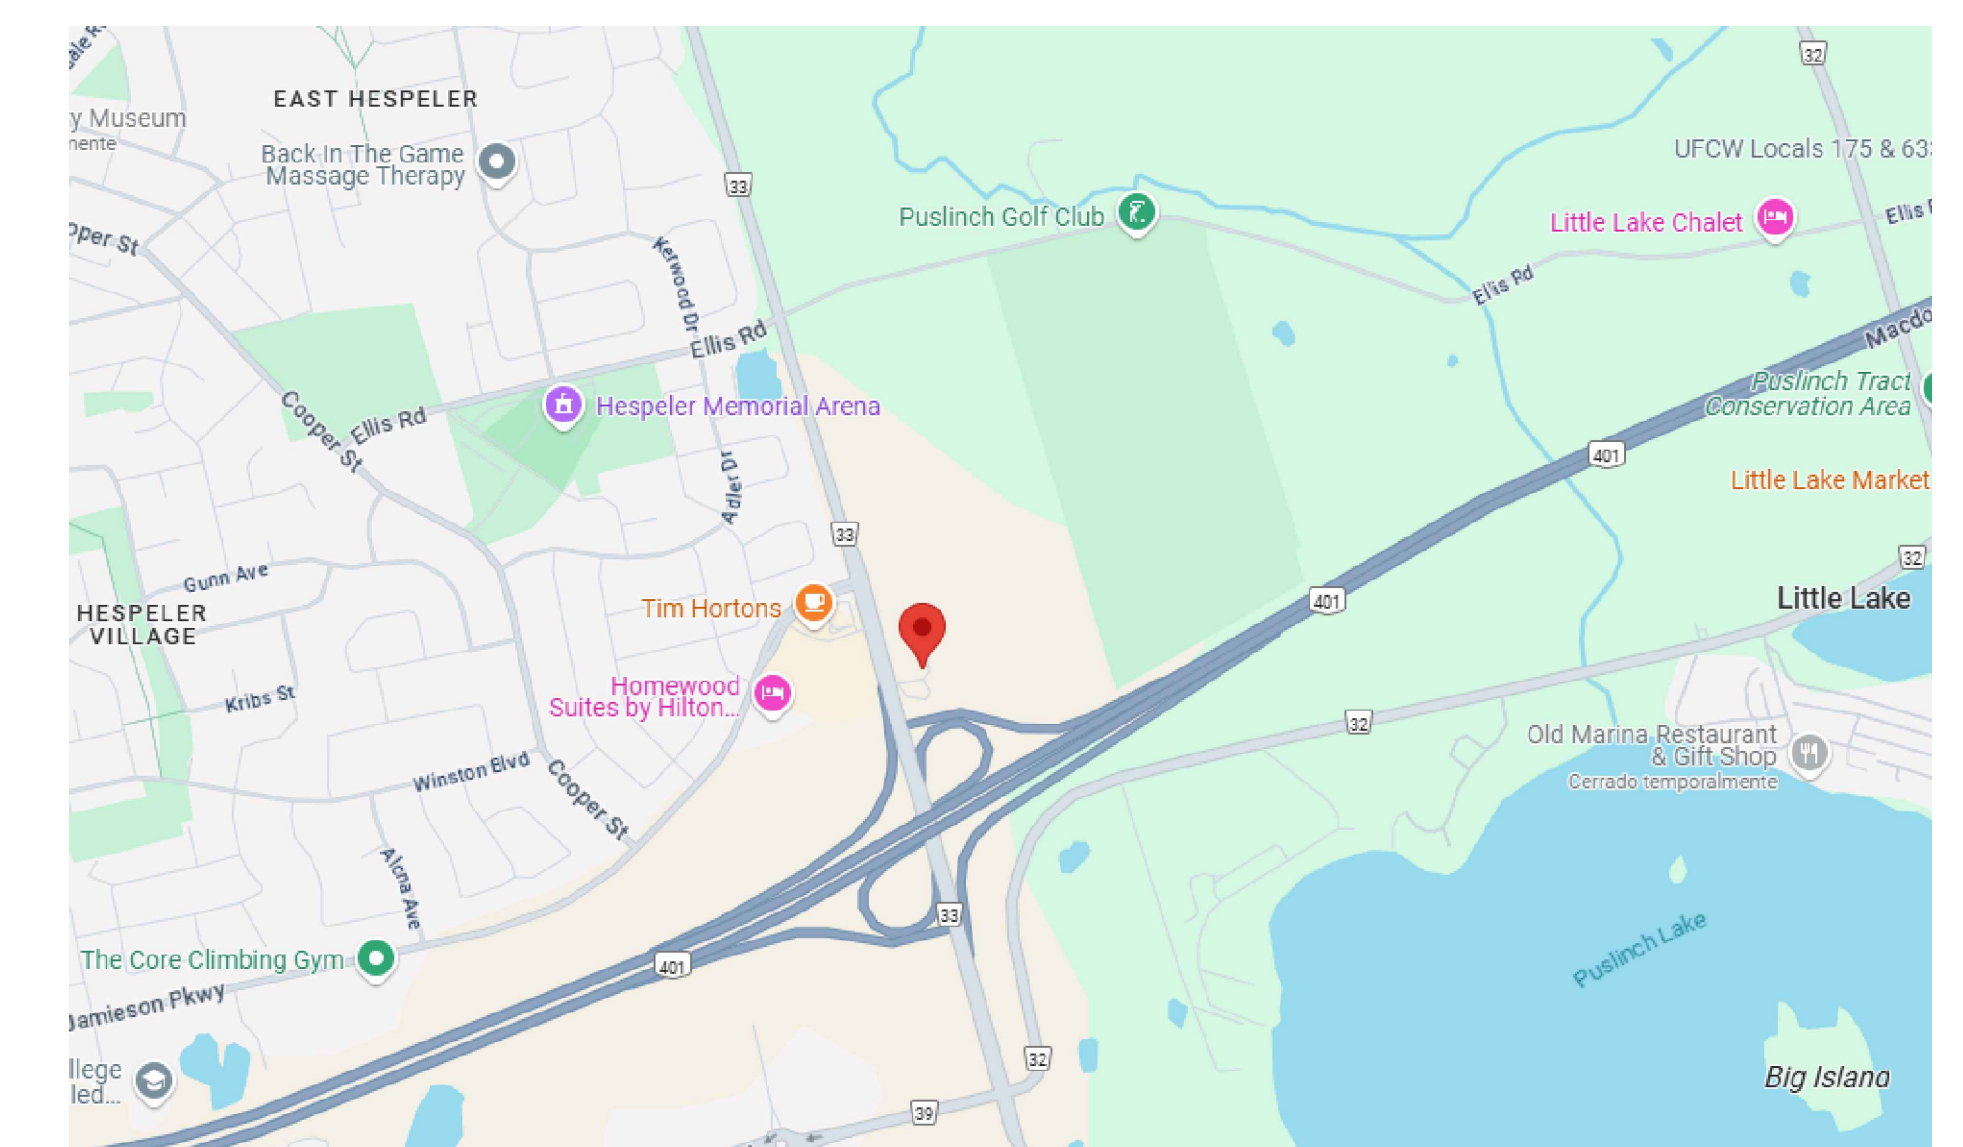 EAST HESPELER
y Museum
nente
Back In The Game
Massage Therapy
32
UFCW Locals 175 & 63
33
Puslinch Golf Club
Little Lake Chalet
Ellis
pper St
Kerwood Dr
Ellis Rd
Ellis Rd
Macdo
Puslinch Tract
Conservation Area
Hespeler Memorial Arena
Cooper St
Ellis Rd
401
Little Lake Market
Adler Dr
33
32
Gunn Ave
HESPELER
VILLAGE
Tim Hortons
401
Little Lake
Kribs St
Homewood
Suites by Hilton...
32
Old Marina Restaurant
& Gift Shop
Cerrado temporalmente
Winston Blvd
Cooper St
Alcna Ave
33
The Core Climbing Gym
401
Puslinch Lake
Jamieson Pkwy
32
llege
led...
Big Island
39